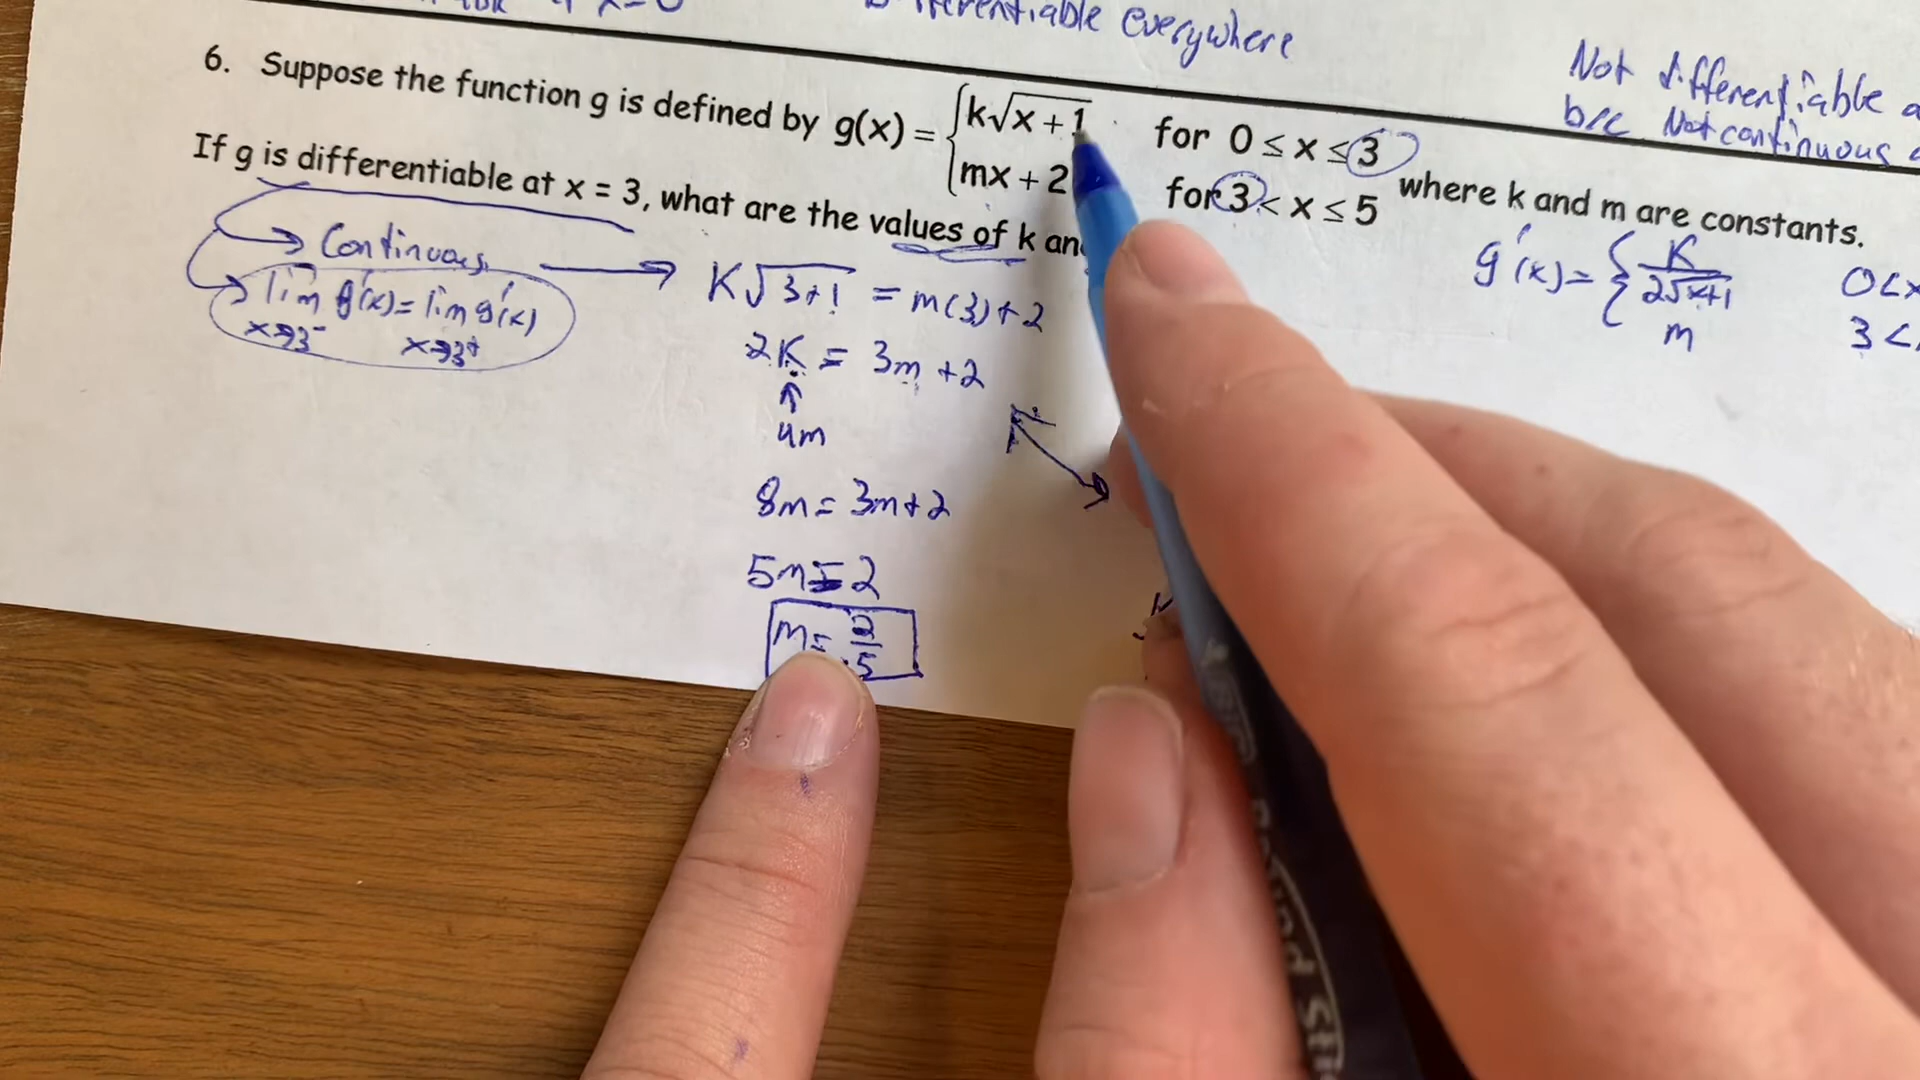 Differentiable everywhere
Not differentiable
b/c Not continuous
6. Suppose the function g is defined by g(x) = { k√x + 1 for 0 ≤ x ≤ 3
mx + 2 for 3 < x ≤ 5 where k and m are constants.
If g is differentiable at x = 3, what are the values of k an
Continuous
lim g'(x) = lim g'(x)
x→3⁻ x→3⁺
K√3+1 = m(3)+2
2K = 3m +2
↑
4m
8m = 3m+2
5m = 2
m = 2/5
g'(x) = { K/2√x+1 0<x
m 3<